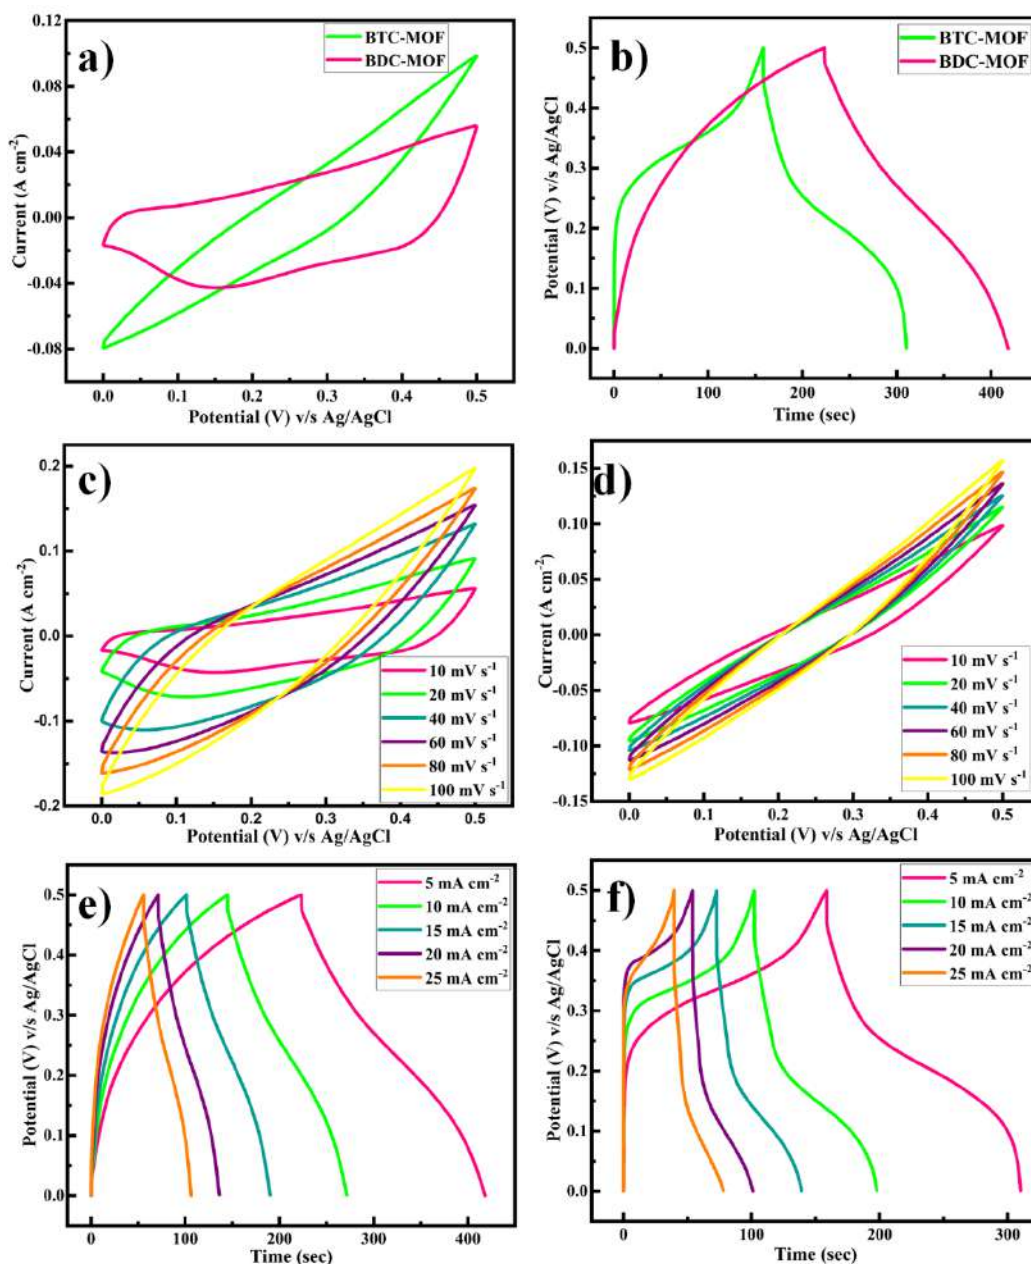 a)
BTC-MOF
BDC-MOF
0.12
0.08
0.04
0.00
-0.04
-0.08
Current (A cm⁻²)
0.0 0.1 0.2 0.3 0.4 0.5
Potential (V) v/s Ag/AgCl
b)
BTC-MOF
BDC-MOF
0.5
0.4
0.3
0.2
0.1
0.0
Potential (V) v/s Ag/AgCl
0 100 200 300 400
Time (sec)
c)
0.2
0.1
0.0
-0.1
-0.2
Current (A cm⁻²)
10 mV s⁻¹
20 mV s⁻¹
40 mV s⁻¹
60 mV s⁻¹
80 mV s⁻¹
100 mV s⁻¹
0.0 0.1 0.2 0.3 0.4 0.5
Potential (V) v/s Ag/AgCl
d)
0.15
0.10
0.05
0.00
-0.05
-0.10
-0.15
Current (A cm⁻²)
10 mV s⁻¹
20 mV s⁻¹
40 mV s⁻¹
60 mV s⁻¹
80 mV s⁻¹
100 mV s⁻¹
0.0 0.1 0.2 0.3 0.4 0.5
Potential (V) v/s Ag/AgCl
e)
5 mA cm⁻²
10 mA cm⁻²
15 mA cm⁻²
20 mA cm⁻²
25 mA cm⁻²
0.5
0.4
0.3
0.2
0.1
0.0
Potential (V) v/s Ag/AgCl
0 100 200 300 400
Time (sec)
f)
5 mA cm⁻²
10 mA cm⁻²
15 mA cm⁻²
20 mA cm⁻²
25 mA cm⁻²
0.5
0.4
0.3
0.2
0.1
0.0
Potential (V) v/s Ag/AgCl
0 100 200 300
Time (sec)